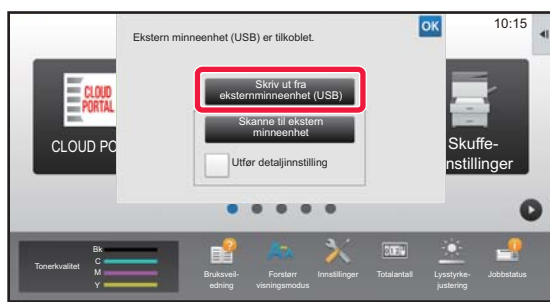 Ekstern minneenhet (USB) er tilkoblet.
OK
10:15
Skriv ut fra
eksternminneenhet (USB)
Skanne til ekstern
minneenhet
Utfør detaljinnstilling
CLOUD
PORTAL
CLOUD PO
Skuffe-
nstillinger
Tonerkvalitet
Bk
C
M
Y
Bruksveil-
edning
Forstørr
visningsmodus
Innstillinger
Totalantall
Lysstyrke-
justering
Jobbstatus